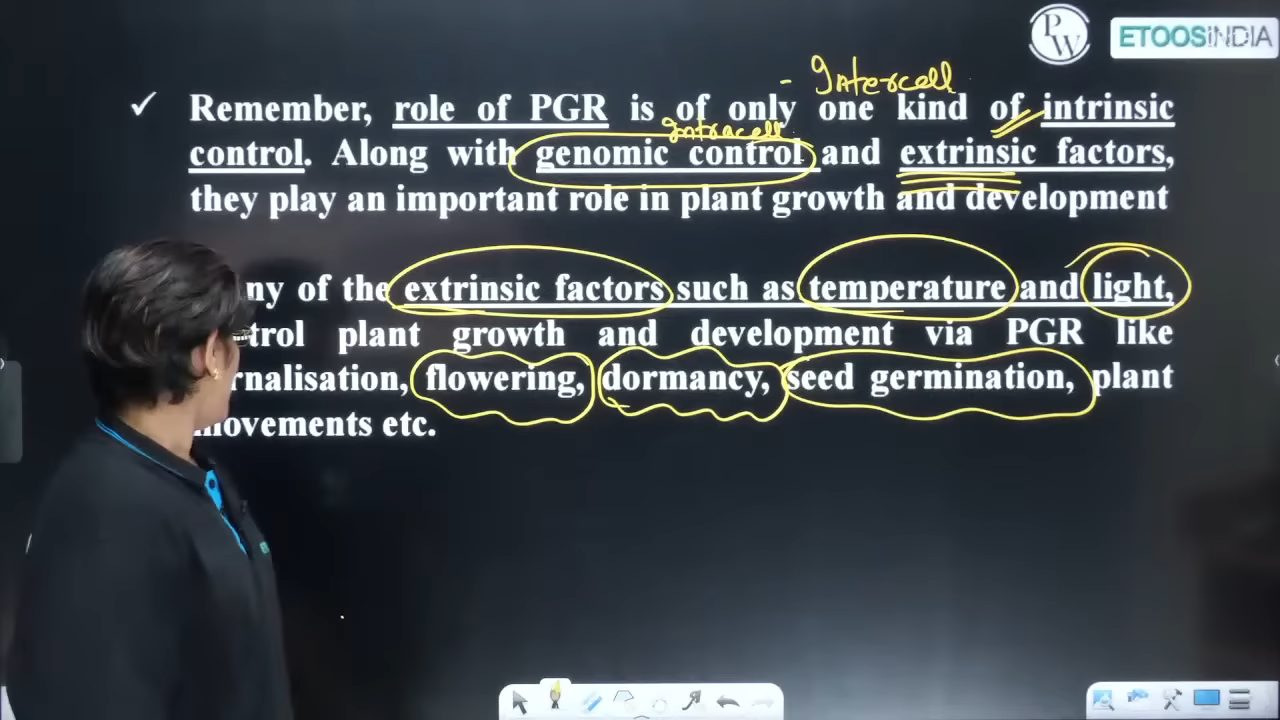 PW
ETOOSINDIA
- Intercell
✓ Remember, role of PGR is of only one kind of intrinsic
Intracell
control. Along with genomic control and extrinsic factors,
they play an important role in plant growth and development
ny of the extrinsic factors such as temperature and light,
trol plant growth and development via PGR like
rnalisation, flowering, dormancy, seed germination, plant
movements etc.